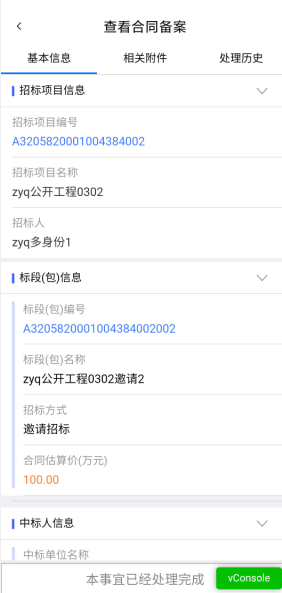 查看合同备案
基本信息 相关附件 处理历史
招标项目信息
招标项目编号
A3205820001004384002
招标项目名称
zyq公开工程0302
招标人
zyq多身份1
标段(包)信息
标段(包)编号
A3205820001004384002002
标段(包)名称
zyq公开工程0302邀请2
招标方式
邀请招标
合同估算价(万元)
100.00
中标人信息
中标单位名称
本事宜已经处理完成
vConsole